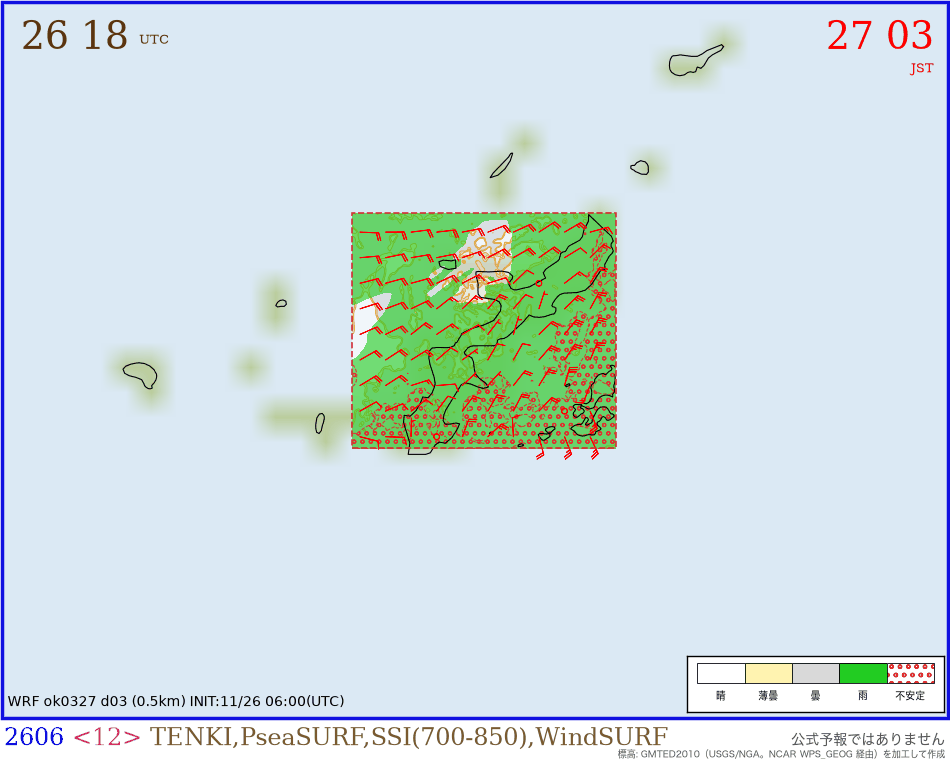 26 18 UTC
27 03
JST
晴 薄曇 曇 雨 不安定
WRF ok0327 d03 (0.5km) INIT:11/26 06:00(UTC)
2606 <12> TENKI,PseaSURF,SSI(700-850),WindSURF
公式予報ではありません
標高: GMTED2010（USGS/NGA。NCAR WPS_GEOG 経由）を加工して作成